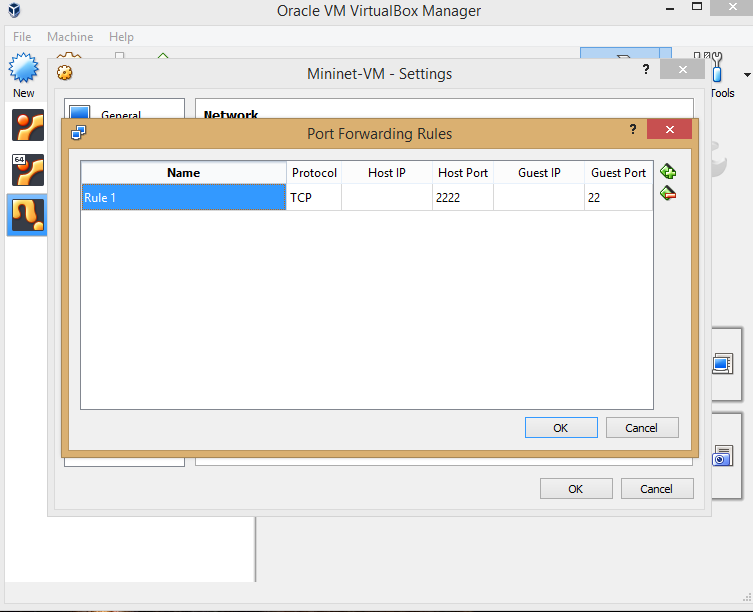 Oracle VM VirtualBox Manager
File Machine Help
New
Tools
Mininet-VM - Settings
?
General
Network
Port Forwarding Rules
?
Name Protocol Host IP Host Port Guest IP Guest Port
Rule 1 TCP 2222 22
64
OK Cancel
OK Cancel